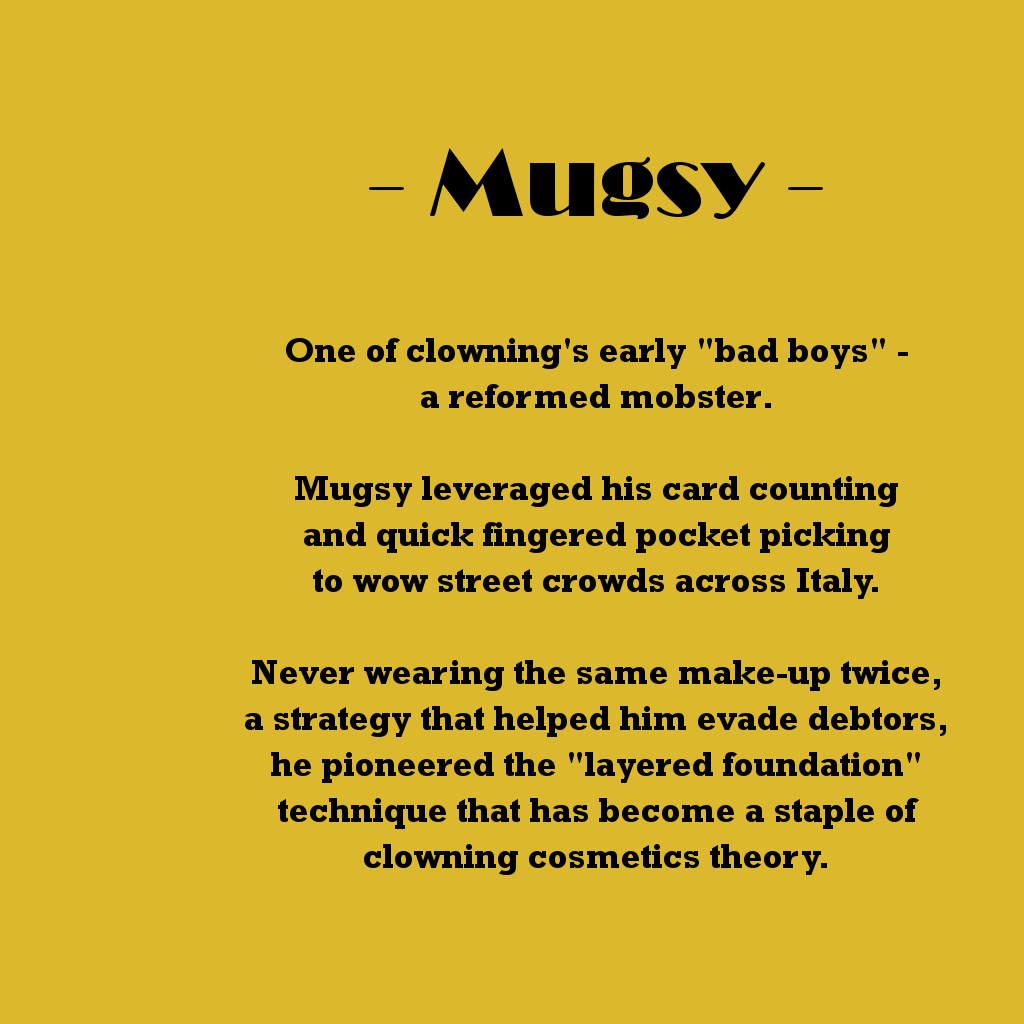 - Mugsy -
One of clowning's early "bad boys" -
a reformed mobster.
Mugsy leveraged his card counting
and quick fingered pocket picking
to wow street crowds across Italy.
Never wearing the same make-up twice,
a strategy that helped him evade debtors,
he pioneered the "layered foundation"
technique that has become a staple of
clowning cosmetics theory.